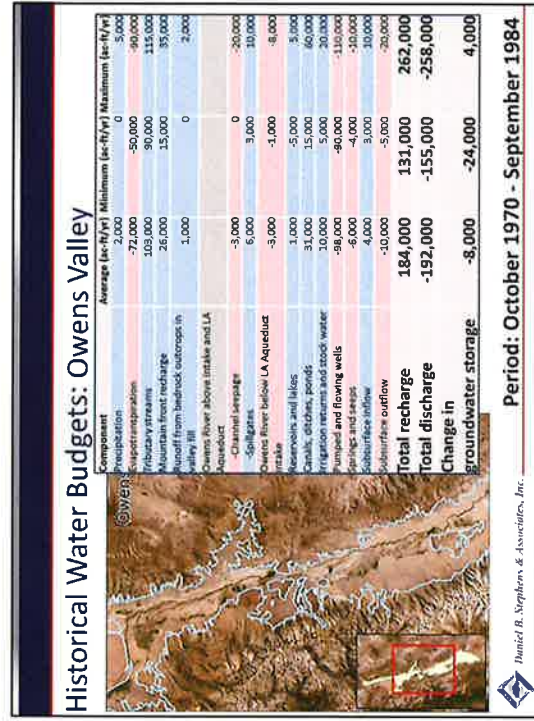 Historical Water Budgets: Owens Valley
Owens
Component Average (ac-ft/yr) Minimum (ac-ft/yr) Maximum (ac-ft/yr)
Precipitation 2,000 0 5,000
Evapotranspiration -72,000 -50,000 -90,000
Tributary streams 103,000 90,000 115,000
Mountain front recharge 26,000 15,000 35,000
Runoff from bedrock outcrops in
valley fill 1,000 0 2,000
Owens River above intake and LA
Aqueduct
-Channel seepage -3,000 0 -20,000
-Spillgates 6,000 3,000 10,000
Owens River below LA Aqueduct
intake -3,000 -1,000 -8,000
Reservoirs and lakes 1,000 -5,000 5,000
Canals, ditches, ponds 31,000 15,000 60,000
Irrigation returns and stock water 10,000 5,000 20,000
Pumped and flowing wells -98,000 -90,000 -110,000
Springs and seeps -6,000 -4,000 -10,000
Subsurface inflow 4,000 3,000 10,000
Subsurface outflow -10,000 -5,000 -20,000
Total recharge 184,000 131,000 262,000
Total discharge -192,000 -155,000 -258,000
Change in
groundwater storage -8,000 -24,000 4,000
Period: October 1970 - September 1984
Daniel B. Stephens & Associates, Inc.